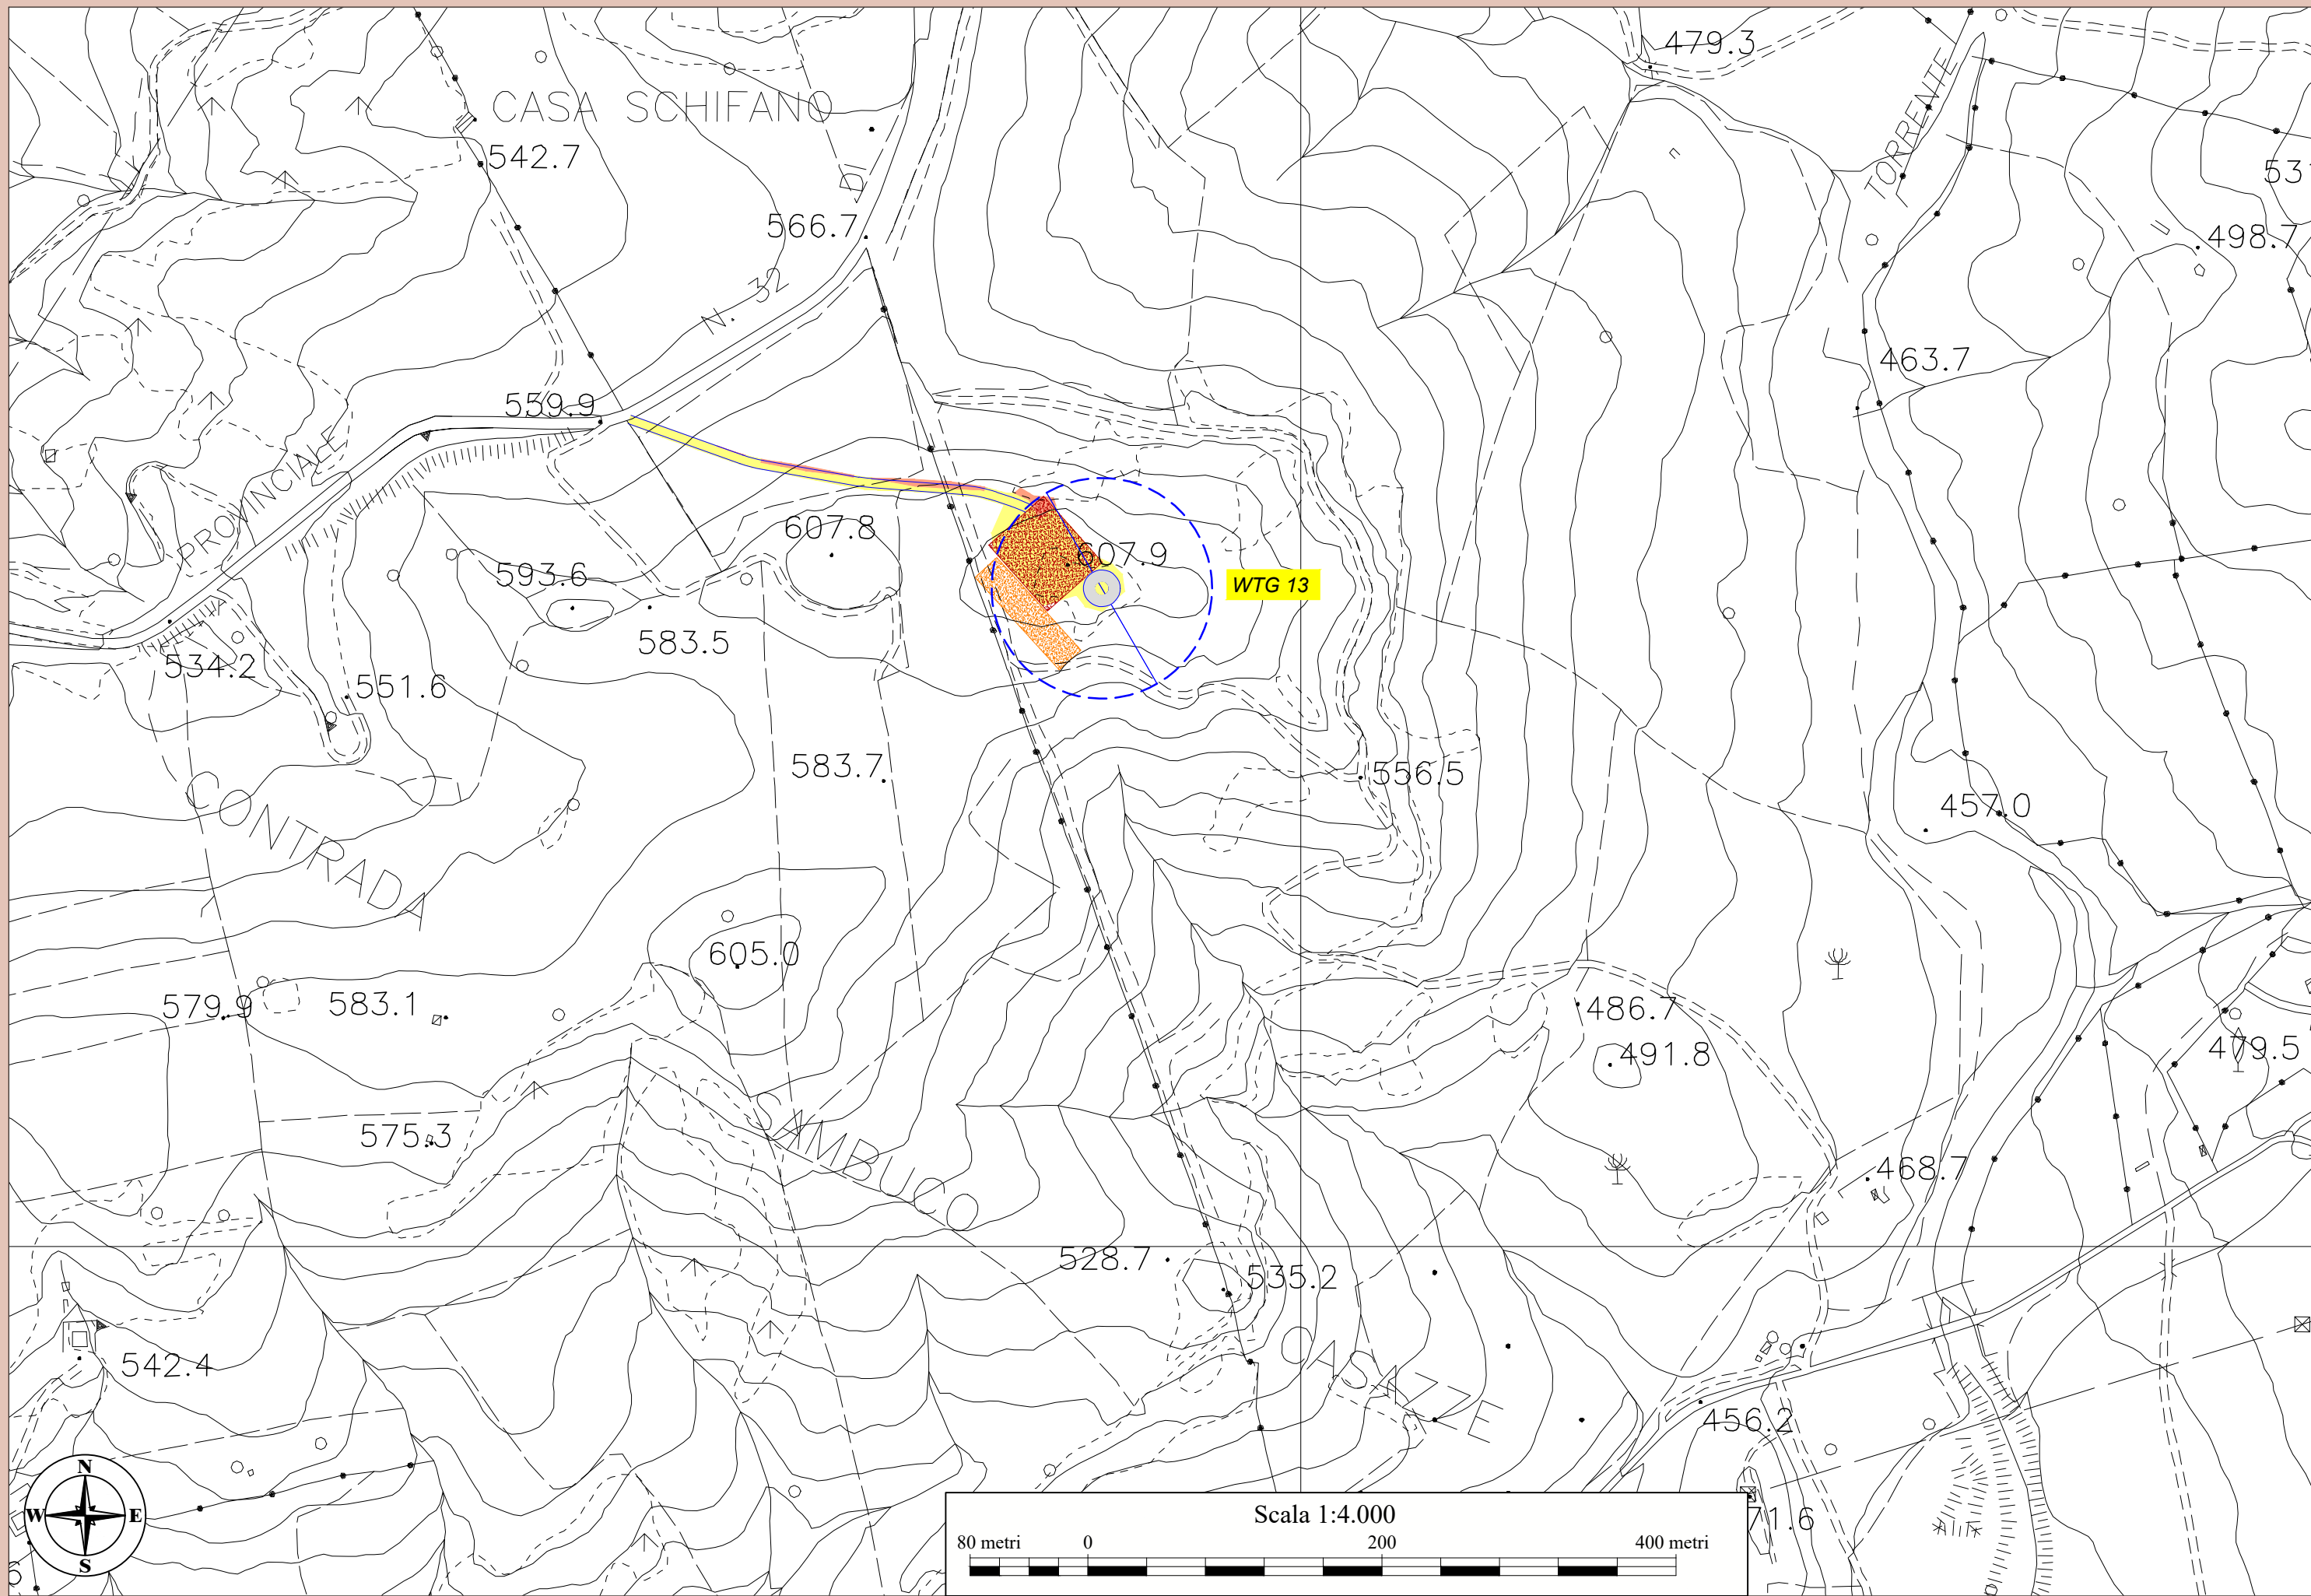 479.3
CASA SCHIFANO
TORRENTE
542.7
DI
566.7
498.7
N. 32
463.7
559.9
PROVINCIALE
607.8
607.9
593.6
WTG 13
583.5
534.2
551.6
583.7
556.5
457.0
CONTRADA
605.0
579.9
583.1
486.7
491.8
479.5
575.3
SAMBUCO
468.7
528.7
535.2
542.4
CASAZZE
456.2
N
W E
S
Scala 1:4.000
80 metri 0 200 400 metri
71.6